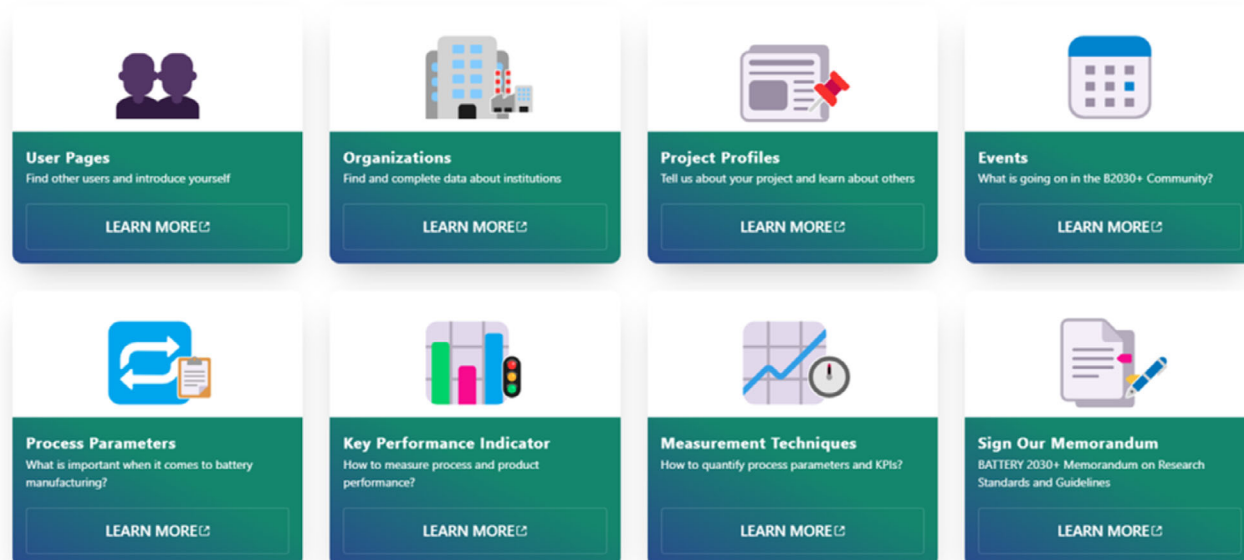 User Pages
Find other users and introduce yourself
LEARN MORE
Organizations
Find and complete data about institutions
LEARN MORE
Project Profiles
Tell us about your project and learn about others
LEARN MORE
Events
What is going on in the B2030+ Community?
LEARN MORE
Process Parameters
What is important when it comes to battery
manufacturing?
LEARN MORE
Key Performance Indicator
How to measure process and product
performance?
LEARN MORE
Measurement Techniques
How to quantify process parameters and KPIs?
LEARN MORE
Sign Our Memorandum
BATTERY 2030+ Memorandum on Research
Standards and Guidelines
LEARN MORE